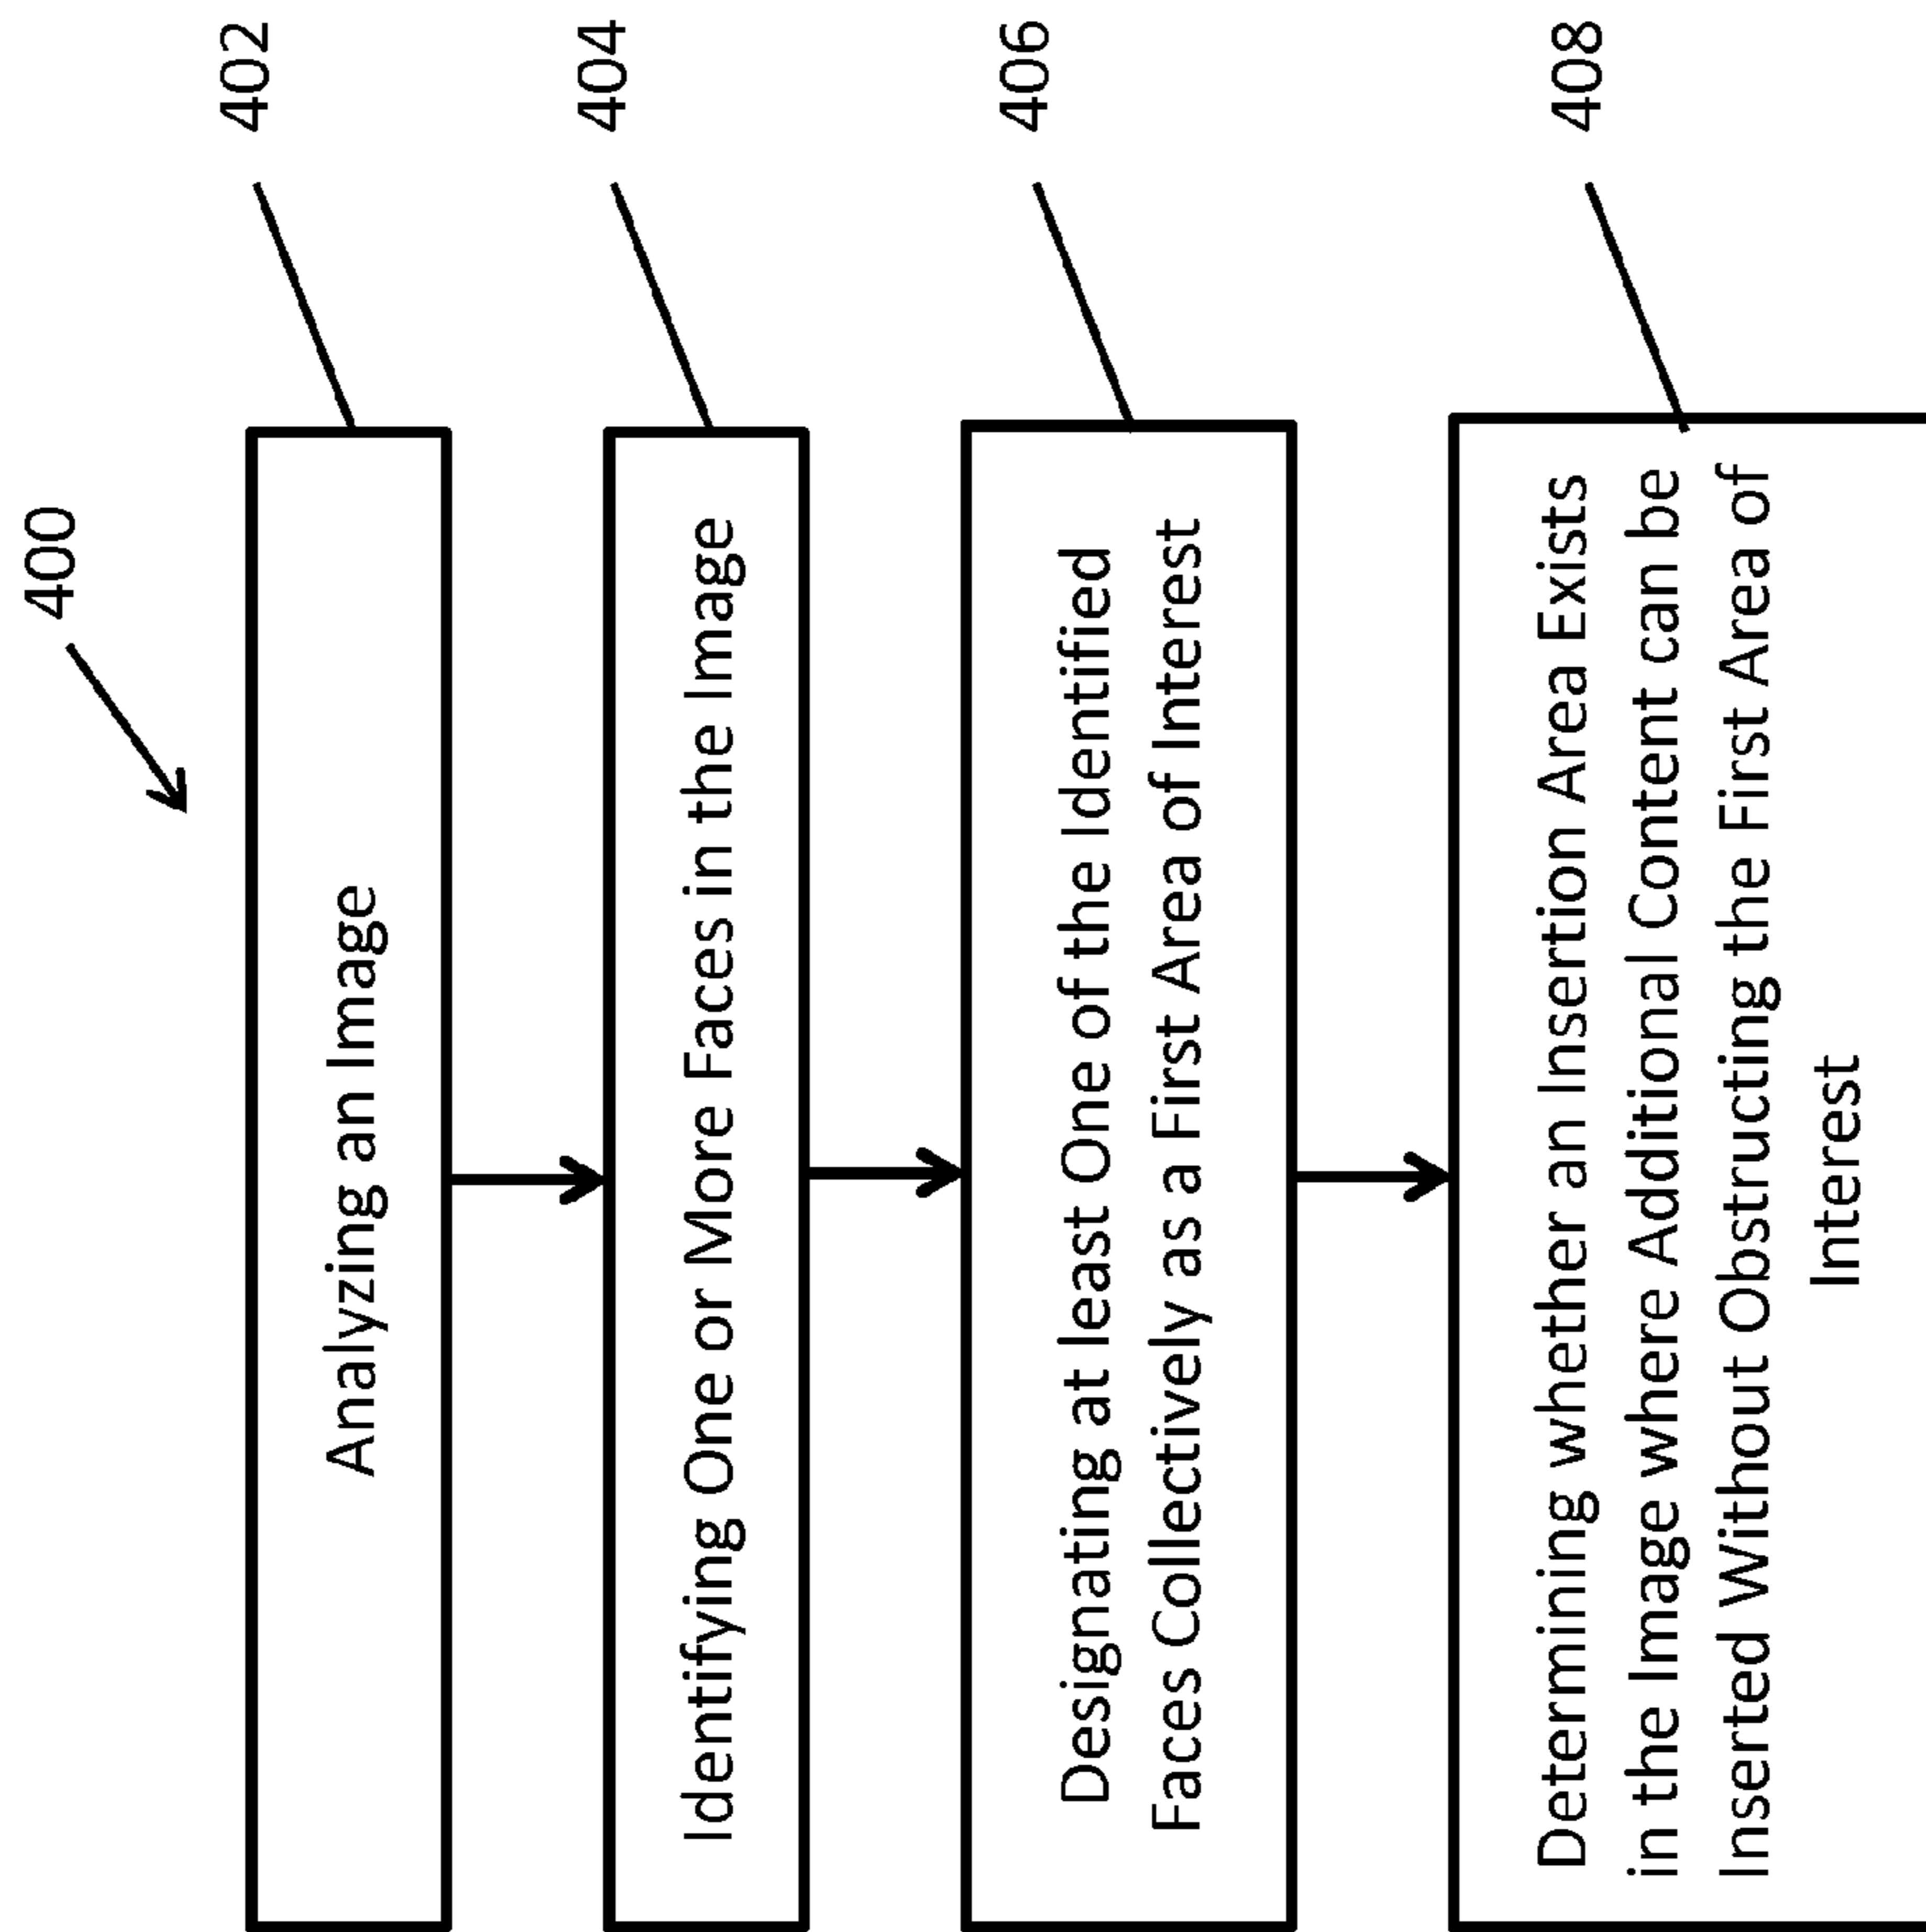 400
402
Analyzing an Image
404
Identifying One or More Faces in the Image
406
Designating at least One of the Identified
Faces Collectively as a First Area of Interest
408
Determining whether an Insertion Area Exists
in the Image where Additional Content can be
Inserted Without Obstructing the First Area of
Interest